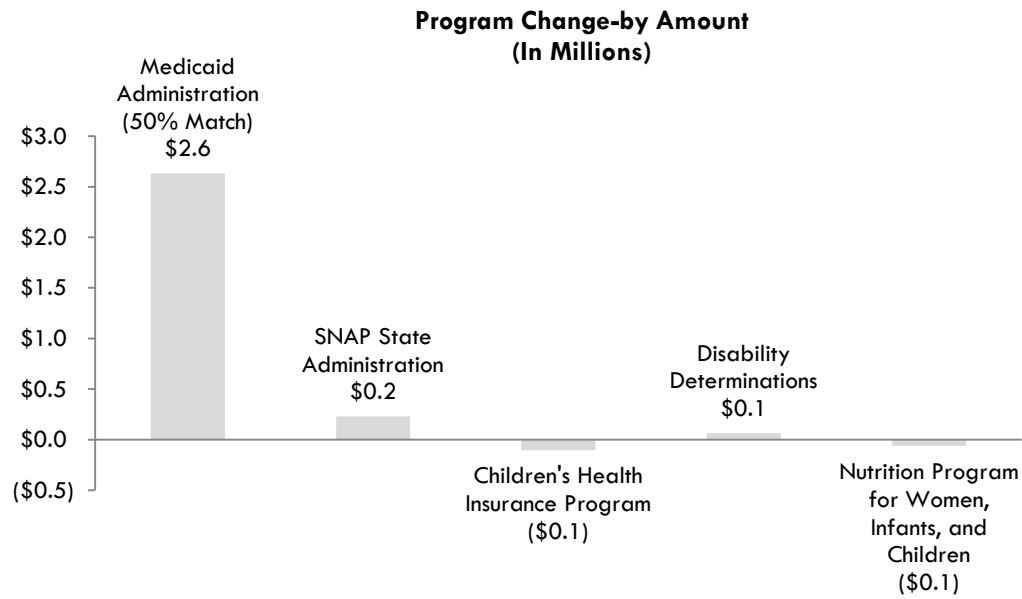 Program Change-by Amount
(In Millions)
Medicaid
Administration
(50% Match)
$2.6
$3.0
$2.5
$2.0
$1.5
$1.0
$0.5
$0.0
($0.5)
SNAP State
Administration
$0.2
Children's Health
Insurance Program
($0.1)
Disability
Determinations
$0.1
Nutrition Program
for Women,
Infants, and
Children
($0.1)